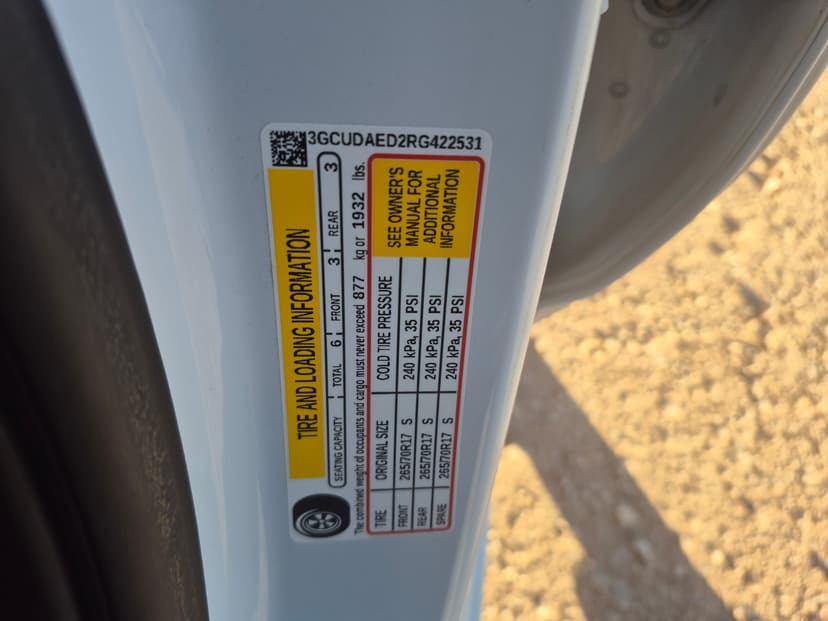 3GCUDAED2RG422531
TIRE AND LOADING INFORMATION
SEATING CAPACITY TOTAL 6 FRONT 3 REAR 3
The combined weight of occupants and cargo must never exceed 877 kg or 1932 lbs.
TIRE ORIGINAL SIZE COLD TIRE PRESSURE
FRONT 265/70R17 S 240 kPa, 35 PSI
REAR 265/70R17 S 240 kPa, 35 PSI
SPARE 265/70R17 S 240 kPa, 35 PSI
SEE OWNER'S
MANUAL FOR
ADDITIONAL
INFORMATION